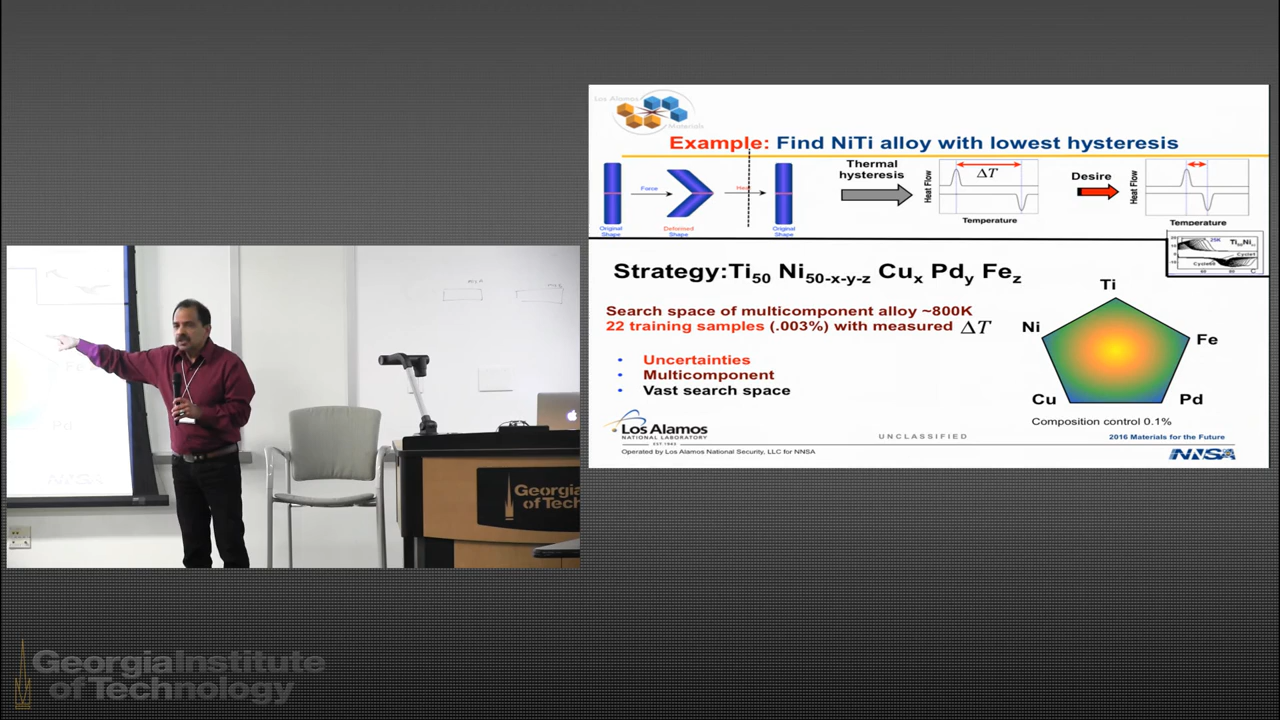 Los Alamos
Materials
Example: Find NiTi alloy with lowest hysteresis
Force
Original
Shape
Deformed
Shape
Original
Shape
Thermal
hysteresis
Heat Flow
ΔT
Temperature
Desire
Heat Flow
Temperature
25K
Strategy:Ti50 Ni50-x-y-z Cux Pdy Fez
Search space of multicomponent alloy ~800K
22 training samples (.003%) with measured ΔT
• Uncertainties
• Multicomponent
• Vast search space
Ti
Ni
Fe
Cu
Pd
Composition control 0.1%
Los Alamos
NATIONAL LABORATORY
EST.1943
UNCLASSIFIED
2016 Materials for the Future
Operated by Los Alamos National Security, LLC for NNSA
NNSA
Georgia
of Tech
Georgia Institute
of Technology